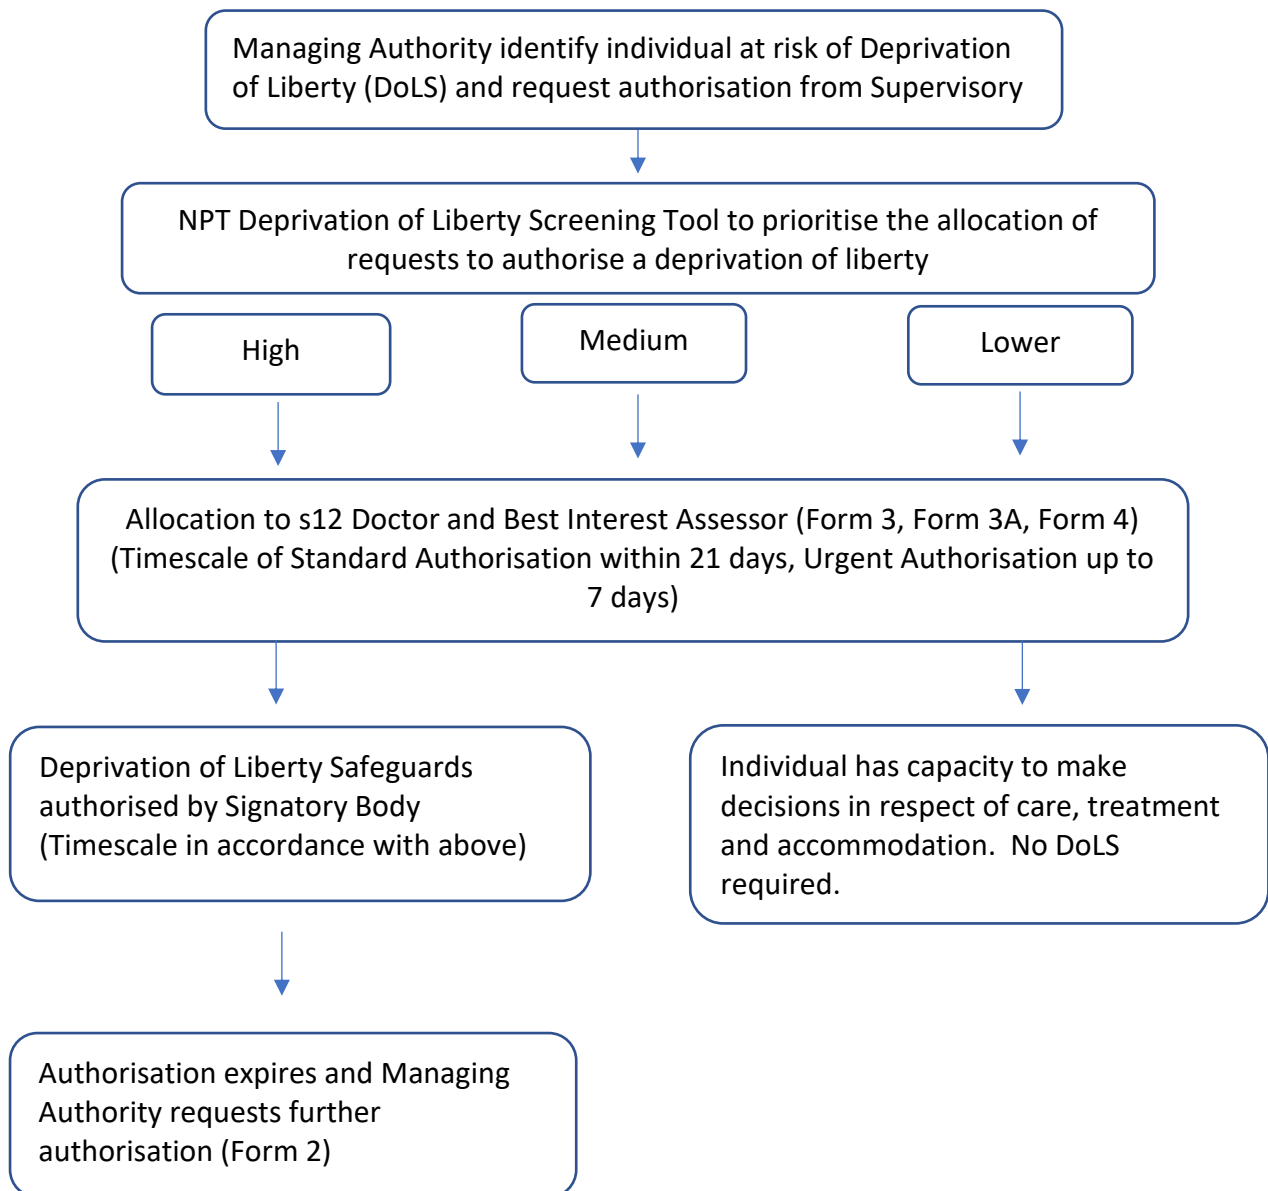 Managing Authority identify individual at risk of Deprivation
of Liberty (DoLS) and request authorisation from Supervisory
NPT Deprivation of Liberty Screening Tool to prioritise the allocation of
requests to authorise a deprivation of liberty
High
Medium
Lower
Allocation to s12 Doctor and Best Interest Assessor (Form 3, Form 3A, Form 4)
(Timescale of Standard Authorisation within 21 days, Urgent Authorisation up to
7 days)
Deprivation of Liberty Safeguards
authorised by Signatory Body
(Timescale in accordance with above)
Individual has capacity to make
decisions in respect of care, treatment
and accommodation.  No DoLS
required.
Authorisation expires and Managing
Authority requests further
authorisation (Form 2)